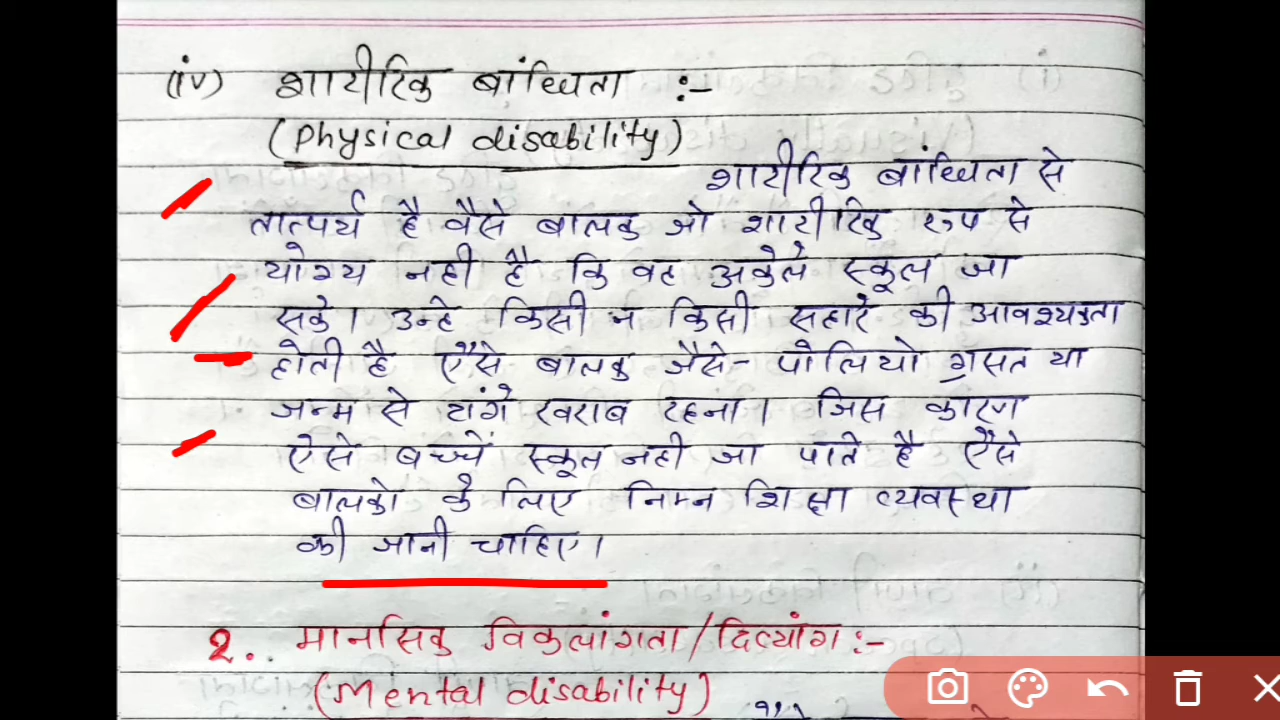 (iv) शारीरिक बांधिता :-
(Physical disability)
शारीरिक बांधिता से
तात्पर्य है वैसे बालक जो शारीरिक रूप से
योग्य नही है कि वह अकेले स्कूल जा
सके। उन्हे किसी न किसी सहारे की आवश्यकता
होती है ऐसे बालक जैसे- पोलियो ग्रसत या
जन्म से टांगे खराब रहना। जिस कारण
ऐसे बच्चें स्कूल नही जा पाते है ऐसे
बालको के लिए निम्न शिक्षा व्यवस्था
की जानी चाहिए।
2. मानसिक विकलांगता/दिव्यांग:-
(Mental disability)